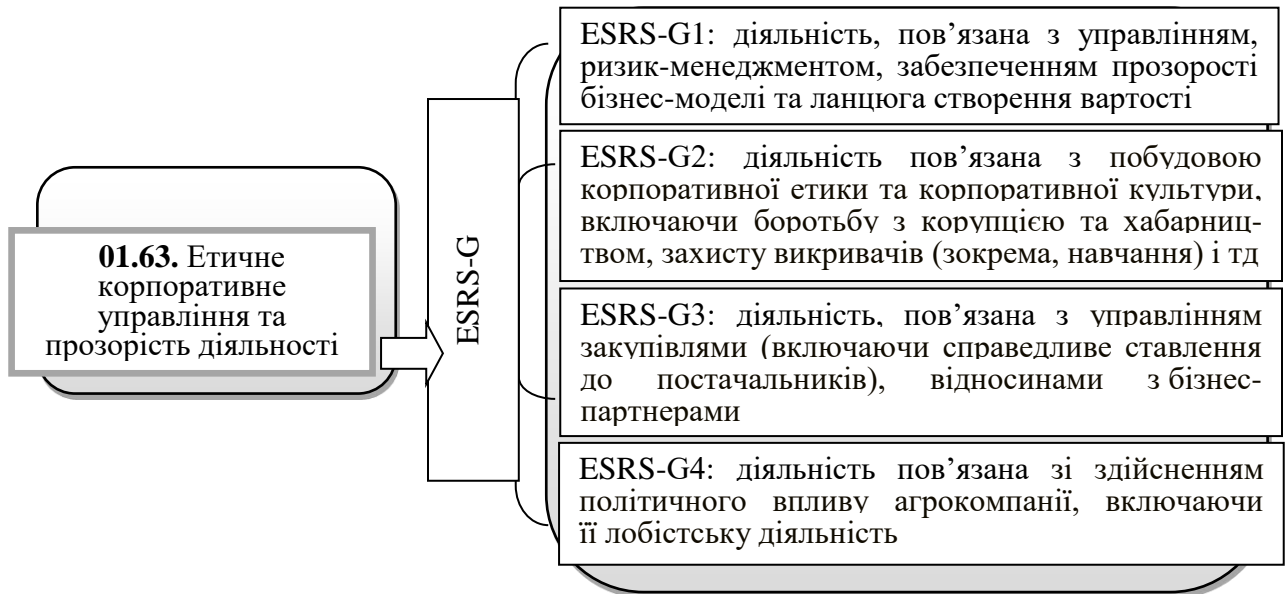 01.63. Етичне
корпоративне
управління та
прозорість діяльності
ESRS-G
ESRS-G1: діяльність, пов’язана з управлінням,
ризик-менеджментом, забезпеченням прозорості
бізнес-моделі та ланцюга створення вартості
ESRS-G2: діяльність пов’язана з побудовою
корпоративної етики та корпоративної культури,
включаючи боротьбу з корупцією та хабарниц-
твом, захисту викривачів (зокрема, навчання) і тд
ESRS-G3: діяльність, пов’язана з управлінням
закупівлями (включаючи справедливе ставлення
до постачальників), відносинами з бізнес-
партнерами
ESRS-G4: діяльність пов’язана зі здійсненням
політичного впливу агрокомпанії, включаючи
її лобістську діяльність